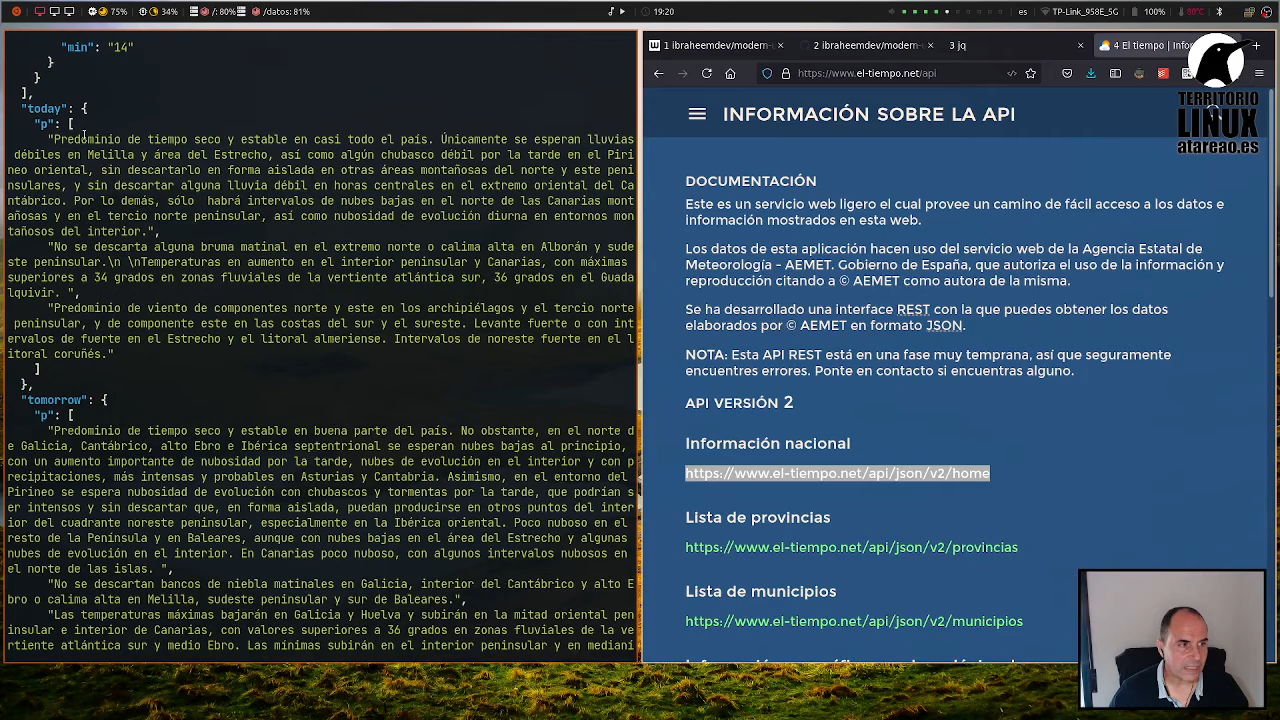 75%
34%
/: 80%
/datos: 81%
19:20
es
TP-Link_958E_5G
100%
80°C
"min": "14"
}
}
],
"today": {
"p": [
"Predominio de tiempo seco y estable en casi todo el país. Únicamente se esperan lluvias
débiles en Melilla y área del Estrecho, así como algún chubasco débil por la tarde en el Piri
neo oriental, sin descartarlo en forma aislada en otras áreas montañosas del norte y este peni
nsulares, y sin descartar alguna lluvia débil en horas centrales en el extremo oriental del Ca
ntábrico. Por lo demás, sólo  habrá intervalos de nubes bajas en el norte de las Canarias mont
añosas y en el tercio norte peninsular, así como nubosidad de evolución diurna en entornos mon
tañosos del interior.",
"No se descarta alguna bruma matinal en el extremo norte o calima alta en Alborán y sude
ste peninsular.\n \nTemperaturas en aumento en el interior peninsular y Canarias, con máximas
superiores a 34 grados en zonas fluviales de la vertiente atlántica sur, 36 grados en el Guada
lquivir. ",
"Predominio de viento de componentes norte y este en los archipiélagos y el tercio norte
peninsular, y de componente este en las costas del sur y el sureste. Levante fuerte o con int
ervalos de fuerte en el Estrecho y el litoral almeriense. Intervalos de noreste fuerte en el l
itoral coruñés."
]
},
"tomorrow": {
"p": [
"Predominio de tiempo seco y estable en buena parte del país. No obstante, en el norte d
e Galicia, Cantábrico, alto Ebro e Ibérica septentrional se esperan nubes bajas al principio,
con un aumento importante de nubosidad por la tarde, nubes de evolución en el interior y con p
recipitaciones, más intensas y probables en Asturias y Cantabria. Asimismo, en el entorno del
Pirineo se espera nubosidad de evolución con chubascos y tormentas por la tarde, que podrían s
er intensos y sin descartar que, en forma aislada, puedan producirse en otros puntos del inter
ior del cuadrante noreste peninsular, especialmente en la Ibérica oriental. Poco nuboso en el
resto de la Península y en Baleares, aunque con nubes bajas en el área del Estrecho y algunas
nubes de evolución en el interior. En Canarias poco nuboso, con algunos intervalos nubosos en
el norte de las islas. ",
"No se descartan bancos de niebla matinales en Galicia, interior del Cantábrico y alto E
bro o calima alta en Melilla, sudeste peninsular y sur de Baleares.",
"Las temperaturas máximas bajarán en Galicia y Huelva y subirán en la mitad oriental pen
insular e interior de Canarias, con valores superiores a 36 grados en zonas fluviales de la ve
rtiente atlántica sur y medio Ebro. Las mínimas subirán en el interior peninsular y en mediani
1 ibraheemdev/modern-
2 ibraheemdev/modern-
3 jq
4 El tiempo | Info
https://www.el-tiempo.net/api
TERRITORIO
LINUX
atareao.es
INFORMACIÓN SOBRE LA API
DOCUMENTACIÓN
Este es un servicio web ligero el cual provee un camino de fácil acceso a los datos e
información mostrados en esta web.
Los datos de esta aplicación hacen uso del servicio web de la Agencia Estatal de
Meteorología - AEMET. Gobierno de España, que autoriza el uso de la información y
reproducción citando a © AEMET como autora de la misma.
Se ha desarrollado una interface REST con la que puedes obtener los datos
elaborados por © AEMET en formato JSON.
NOTA: Esta API REST está en una fase muy temprana, así que seguramente
encuentres errores. Ponte en contacto si encuentras alguno.
API VERSIÓN 2
Información nacional
https://www.el-tiempo.net/api/json/v2/home
Lista de provincias
https://www.el-tiempo.net/api/json/v2/provincias
Lista de municipios
https://www.el-tiempo.net/api/json/v2/municipios